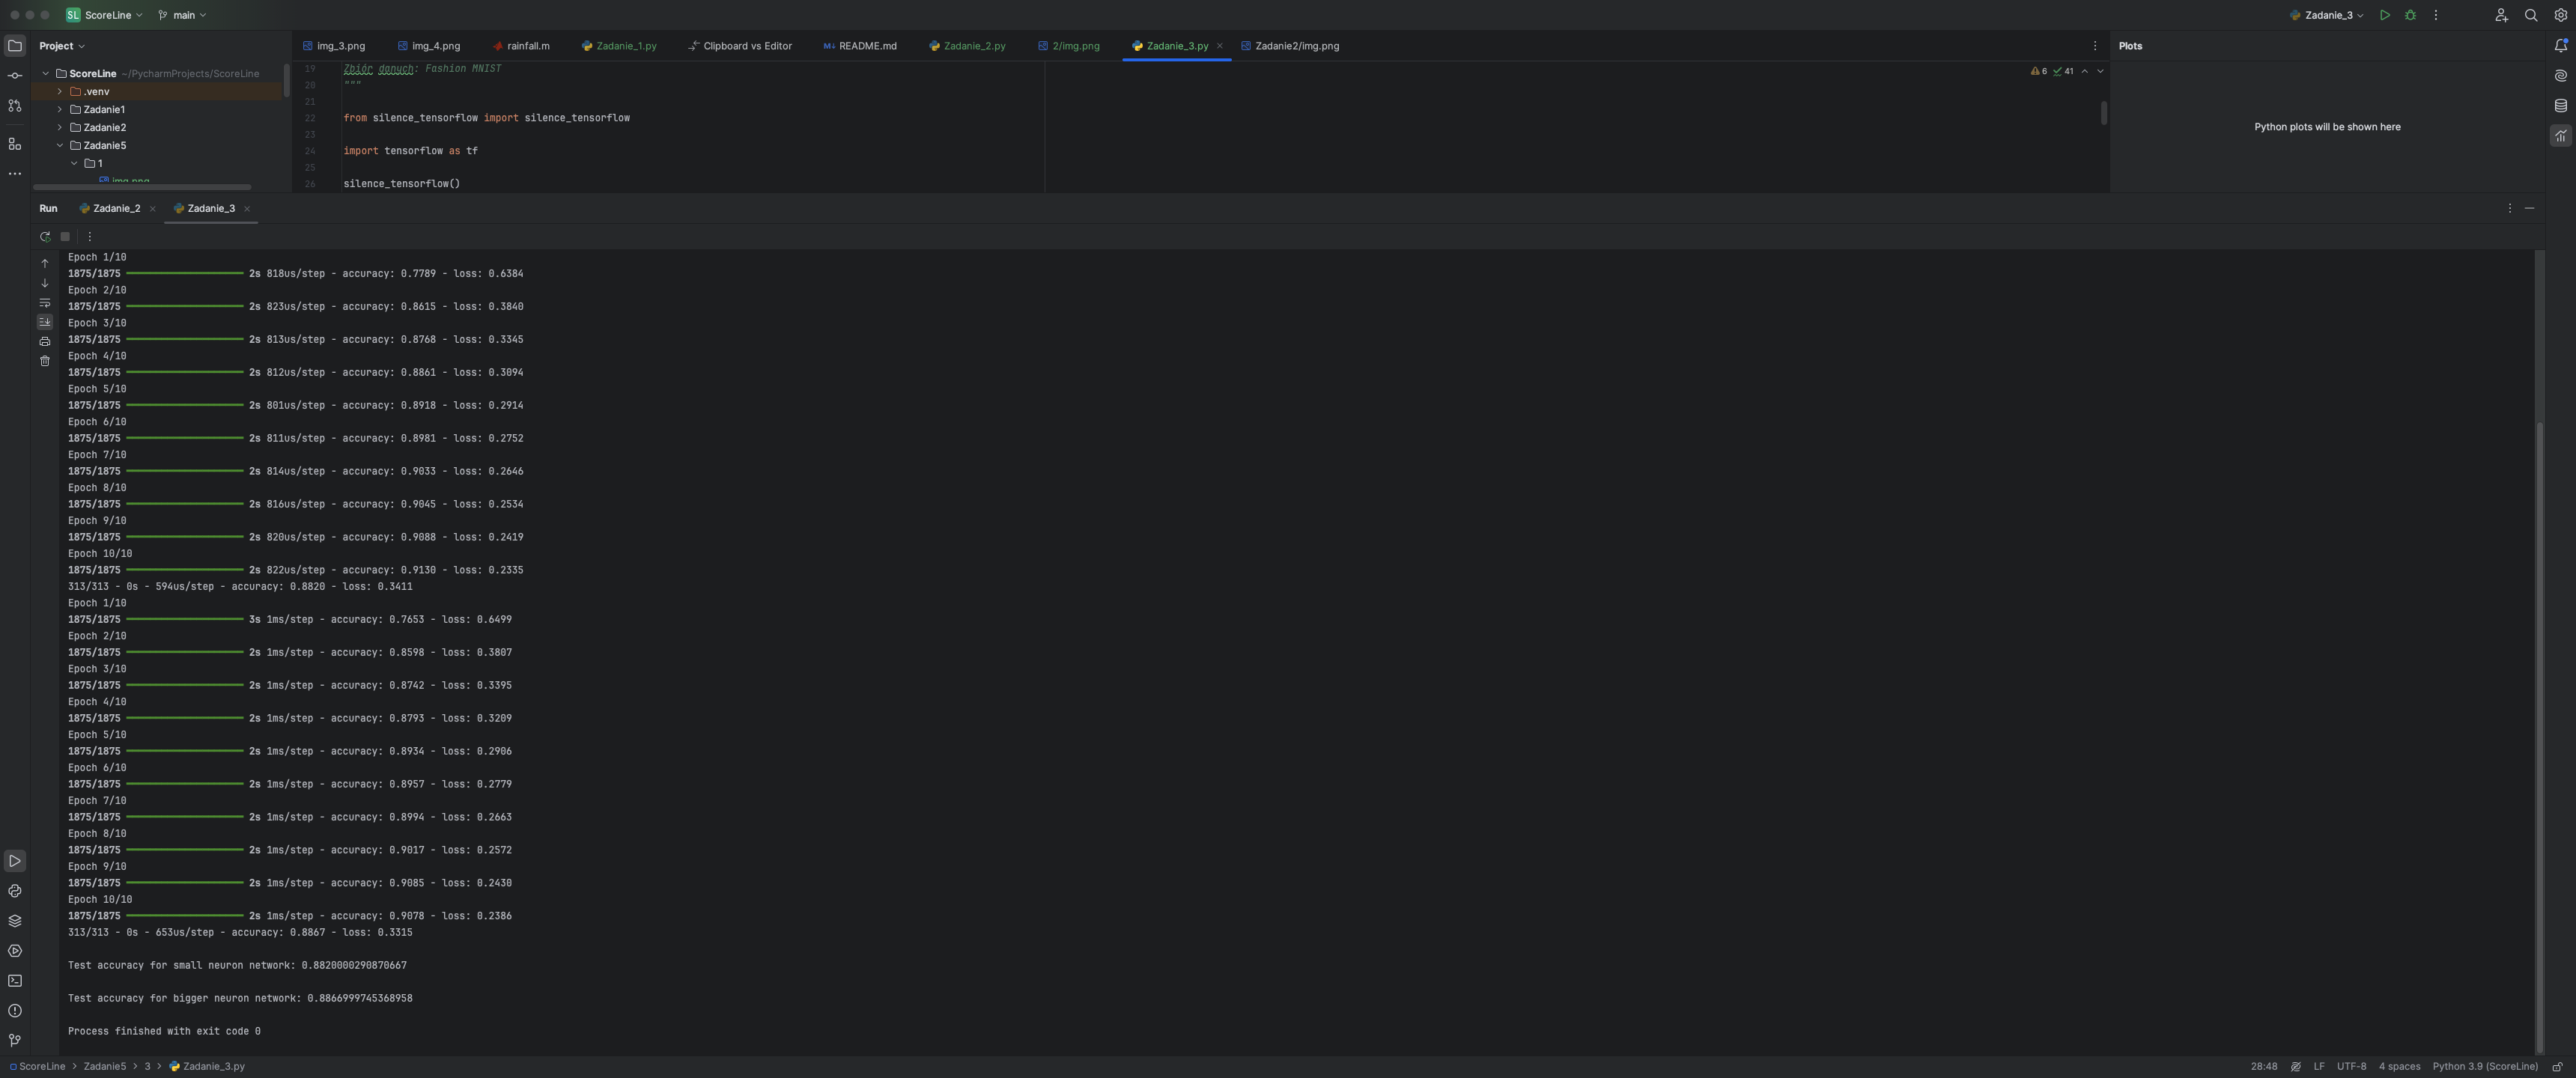 SL ScoreLine main Zadanie_3
Project
img_3.png img_4.png rainfall.m Zadanie_1.py Clipboard vs Editor README.md Zadanie_2.py 2/img.png Zadanie_3.py Zadanie2/img.png
Plots
ScoreLine ~/PycharmProjects/ScoreLine
.venv
Zadanie1
Zadanie2
Zadanie5
1
img.png
19 Zbiór danych: Fashion MNIST
6 41
20 """
21
22 from silence_tensorflow import silence_tensorflow
23
24 import tensorflow as tf
25
26 silence_tensorflow()
Python plots will be shown here
Run Zadanie_2 Zadanie_3
Epoch 1/10
1875/1875 2s 818us/step - accuracy: 0.7789 - loss: 0.6384
Epoch 2/10
1875/1875 2s 823us/step - accuracy: 0.8615 - loss: 0.3840
Epoch 3/10
1875/1875 2s 813us/step - accuracy: 0.8768 - loss: 0.3345
Epoch 4/10
1875/1875 2s 812us/step - accuracy: 0.8861 - loss: 0.3094
Epoch 5/10
1875/1875 2s 801us/step - accuracy: 0.8918 - loss: 0.2914
Epoch 6/10
1875/1875 2s 811us/step - accuracy: 0.8981 - loss: 0.2752
Epoch 7/10
1875/1875 2s 814us/step - accuracy: 0.9033 - loss: 0.2646
Epoch 8/10
1875/1875 2s 816us/step - accuracy: 0.9045 - loss: 0.2534
Epoch 9/10
1875/1875 2s 820us/step - accuracy: 0.9088 - loss: 0.2419
Epoch 10/10
1875/1875 2s 822us/step - accuracy: 0.9130 - loss: 0.2335
313/313 - 0s - 594us/step - accuracy: 0.8820 - loss: 0.3411
Epoch 1/10
1875/1875 3s 1ms/step - accuracy: 0.7653 - loss: 0.6499
Epoch 2/10
1875/1875 2s 1ms/step - accuracy: 0.8598 - loss: 0.3807
Epoch 3/10
1875/1875 2s 1ms/step - accuracy: 0.8742 - loss: 0.3395
Epoch 4/10
1875/1875 2s 1ms/step - accuracy: 0.8793 - loss: 0.3209
Epoch 5/10
1875/1875 2s 1ms/step - accuracy: 0.8934 - loss: 0.2906
Epoch 6/10
1875/1875 2s 1ms/step - accuracy: 0.8957 - loss: 0.2779
Epoch 7/10
1875/1875 2s 1ms/step - accuracy: 0.8994 - loss: 0.2663
Epoch 8/10
1875/1875 2s 1ms/step - accuracy: 0.9017 - loss: 0.2572
Epoch 9/10
1875/1875 2s 1ms/step - accuracy: 0.9085 - loss: 0.2430
Epoch 10/10
1875/1875 2s 1ms/step - accuracy: 0.9078 - loss: 0.2386
313/313 - 0s - 653us/step - accuracy: 0.8867 - loss: 0.3315
Test accuracy for small neuron network: 0.8820000290870667
Test accuracy for bigger neuron network: 0.8866999745368958
Process finished with exit code 0
ScoreLine > Zadanie5 > 3 > Zadanie_3.py 28:48 LF UTF-8 4 spaces Python 3.9 (ScoreLine)